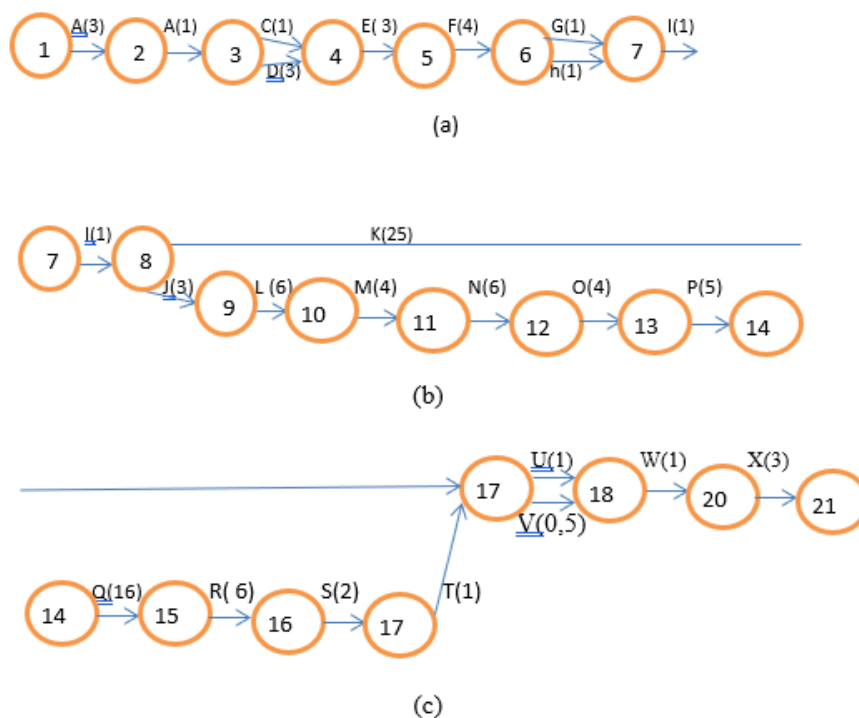 A(3) A(1) C(1) E( 3) F(4) G(1) I(1)
1 2 3 4 5 6 7
D(3) h(1)
(a)
I(1) K(25)
7 8
J(3) L (6) M(4) N(6) O(4) P(5)
9 10 11 12 13 14
(b)
U(1) W(1) X(3)
17 18 20 21
V(0,5)
Q(16) R( 6) S(2) T(1)
14 15 16 17
(c)